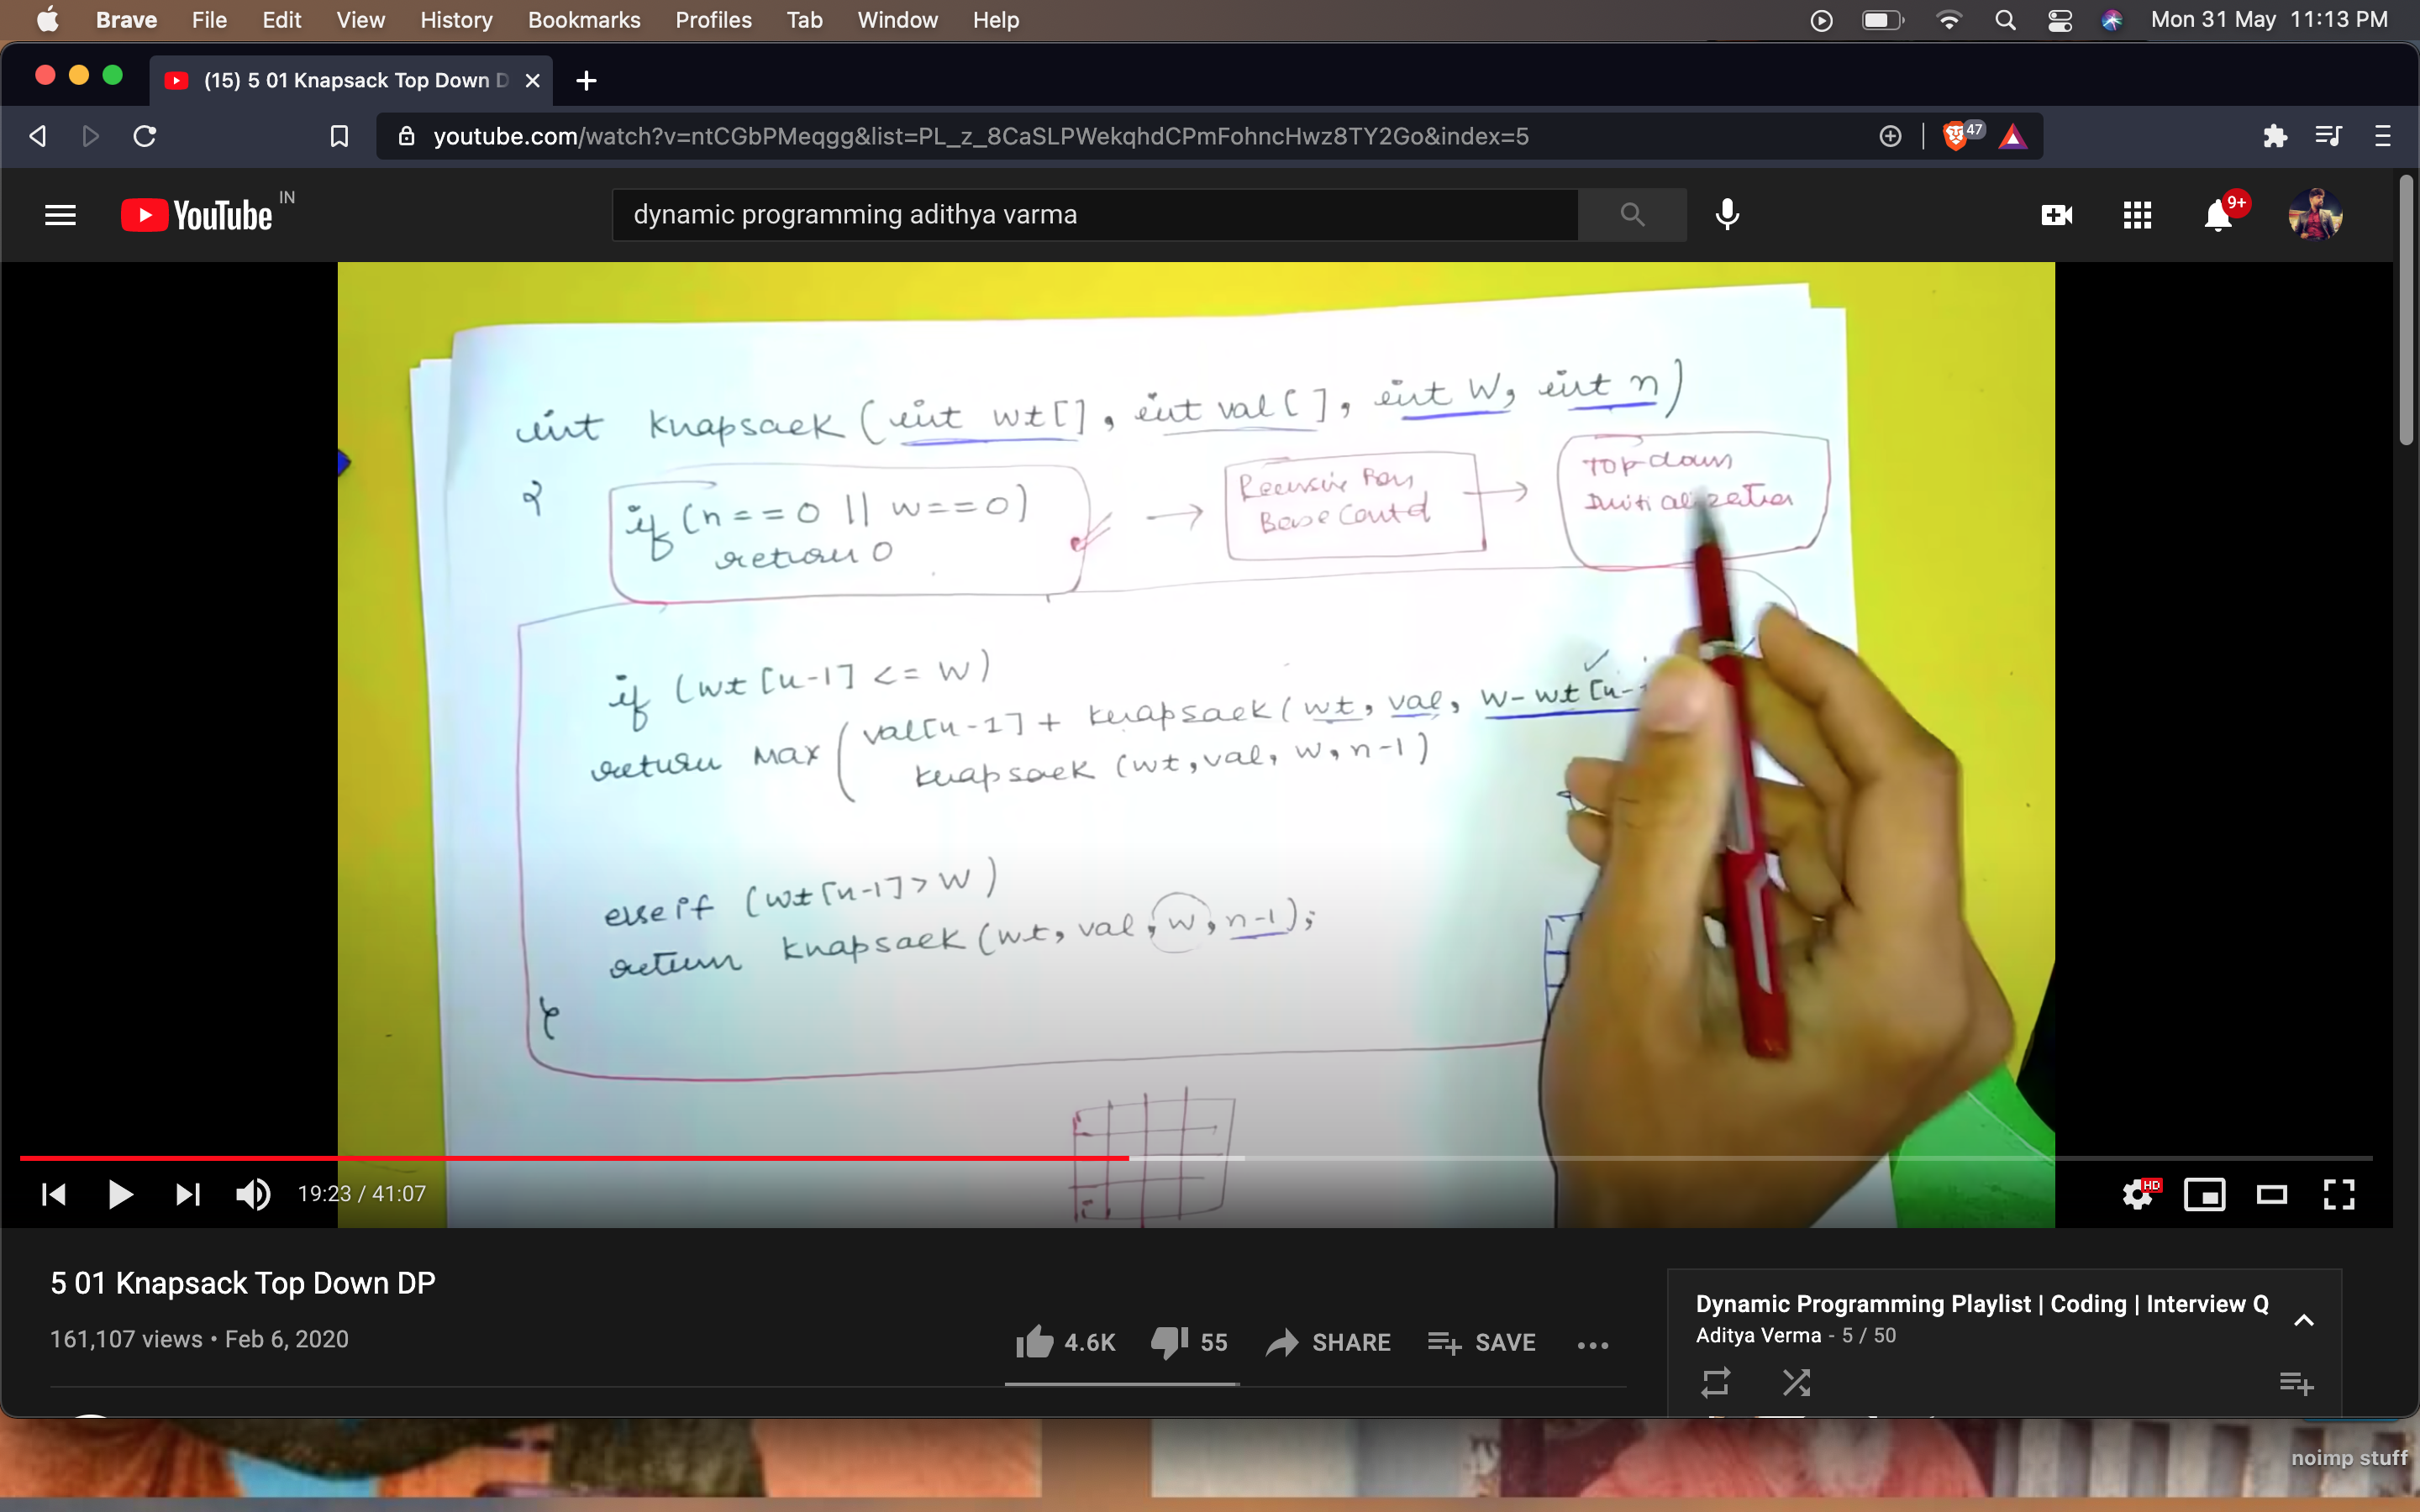 Brave File Edit View History Bookmarks Profiles Tab Window Help Mon 31 May 11:13 PM
(15) 5 01 Knapsack Top Down D
youtube.com/watch?v=ntCGbPMeqgg&list=PL_z_8CaSLPWekqhdCPmFohncHwz8TY2Go&index=5 47
YouTube IN dynamic programming adithya varma 9+
int knapsack (int wt[], int val[], int W, int n)
{
if (n==0 || w==0)
return 0
Recursive
Base Contd
Top down
Initialization
if (wt[n-1] <= W)
return max (val[n-1] + knapsack (wt, val, W-wt[n-
knapsack (wt, val, W, n-1)
else if (wt[n-1] > W)
return knapsack (wt, val, W, n-1);
}
19:23 / 41:07 HD
5 01 Knapsack Top Down DP
161,107 views • Feb 6, 2020
4.6K 55 SHARE SAVE
Dynamic Programming Playlist | Coding | Interview Q
Aditya Verma - 5 / 50
noimp stuff